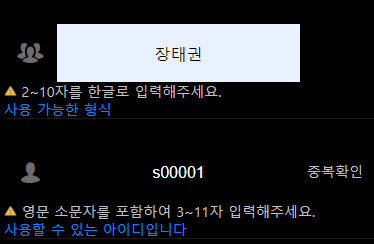 장태권
2~10자를 한글로 입력해주세요.
사용 가능한 형식
s00001 중복확인
영문 소문자를 포함하여 3~11자 입력해주세요.
사용할 수 있는 아이디입니다